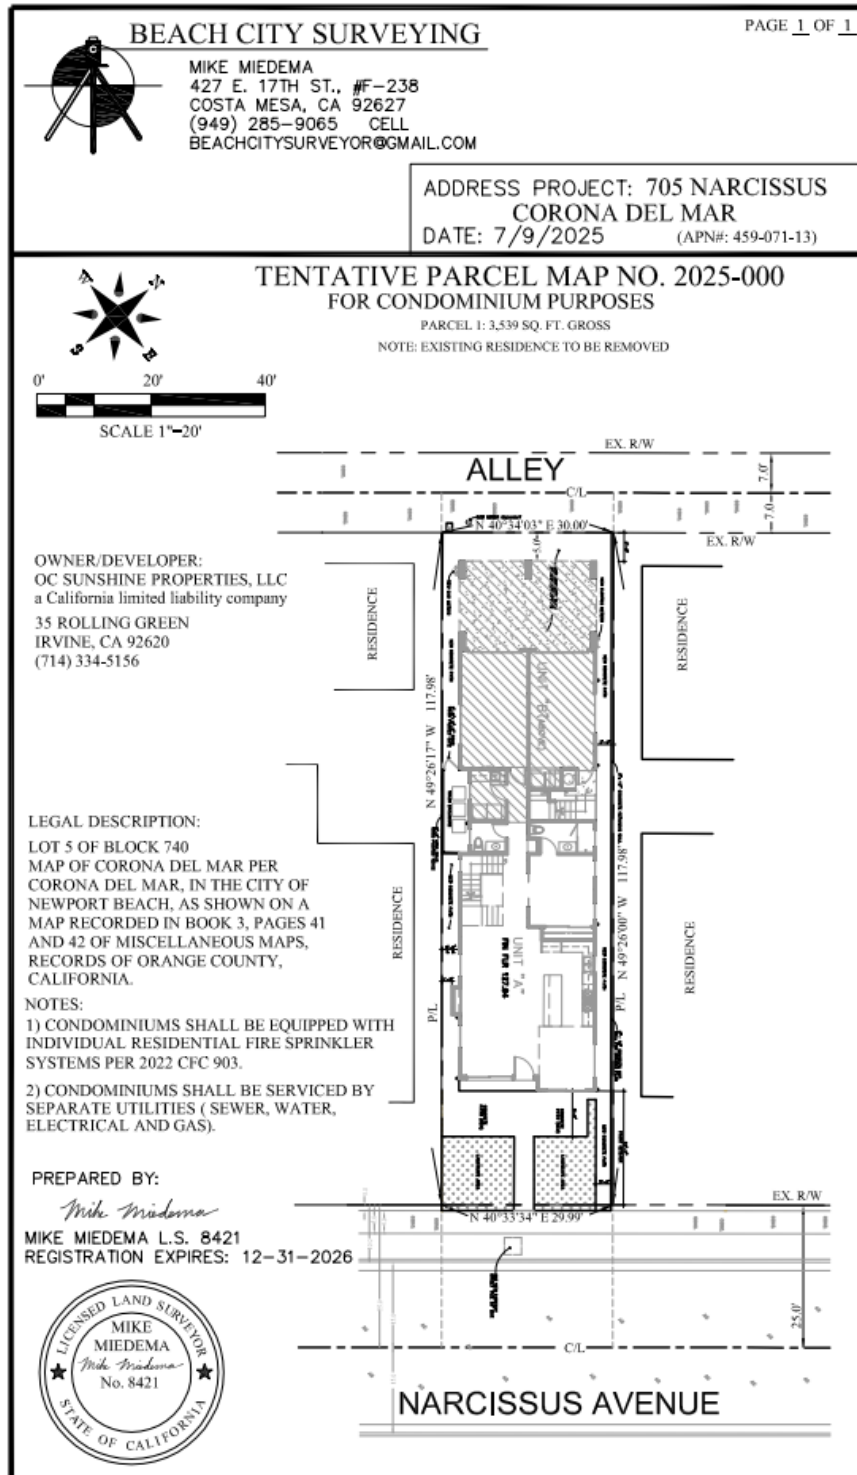 BEACH CITY SURVEYING
PAGE 1 OF 1
MIKE MIEDEMA
427 E. 17TH ST., #F-238
COSTA MESA, CA 92627
(949) 285-9065 CELL
BEACHCITYSURVEYOR@GMAIL.COM
ADDRESS PROJECT: 705 NARCISSUS
CORONA DEL MAR
DATE: 7/9/2025 (APN#: 459-071-13)
TENTATIVE PARCEL MAP NO. 2025-000
FOR CONDOMINIUM PURPOSES
PARCEL 1: 3,539 SQ. FT. GROSS
NOTE: EXISTING RESIDENCE TO BE REMOVED
N
E
S
0' 20' 40'
SCALE 1"=20'
EX. R/W
ALLEY
7.0'
C/L
7.0
N 40°34'03" E 30.00'
EX. R/W
5.0'
OWNER/DEVELOPER:
OC SUNSHINE PROPERTIES, LLC
a California limited liability company
35 ROLLING GREEN
IRVINE, CA 92620
(714) 334-5156
RESIDENCE
RESIDENCE
UNIT "B"
N 49°26'17" W 117.98'
P/L
LEGAL DESCRIPTION:
LOT 5 OF BLOCK 740
MAP OF CORONA DEL MAR PER
CORONA DEL MAR, IN THE CITY OF
NEWPORT BEACH, AS SHOWN ON A
MAP RECORDED IN BOOK 3, PAGES 41
AND 42 OF MISCELLANEOUS MAPS,
RECORDS OF ORANGE COUNTY,
CALIFORNIA.
RESIDENCE
UNIT "A"
FIN FLR 127.84
N 49°26'00" W 117.98'
P/L
RESIDENCE
NOTES:
1) CONDOMINIUMS SHALL BE EQUIPPED WITH
INDIVIDUAL RESIDENTIAL FIRE SPRINKLER
SYSTEMS PER 2022 CFC 903.
2) CONDOMINIUMS SHALL BE SERVICED BY
SEPARATE UTILITIES ( SEWER, WATER,
ELECTRICAL AND GAS).
PREPARED BY:
Mike Miedema
MIKE MIEDEMA L.S. 8421
REGISTRATION EXPIRES: 12-31-2026
EX. R/W
N 40°33'34" E 29.99'
25.0'
C/L
NARCISSUS AVENUE
LICENSED LAND SURVEYOR
MIKE
MIEDEMA
Mike Miedema
No. 8421
STATE OF CALIFORNIA